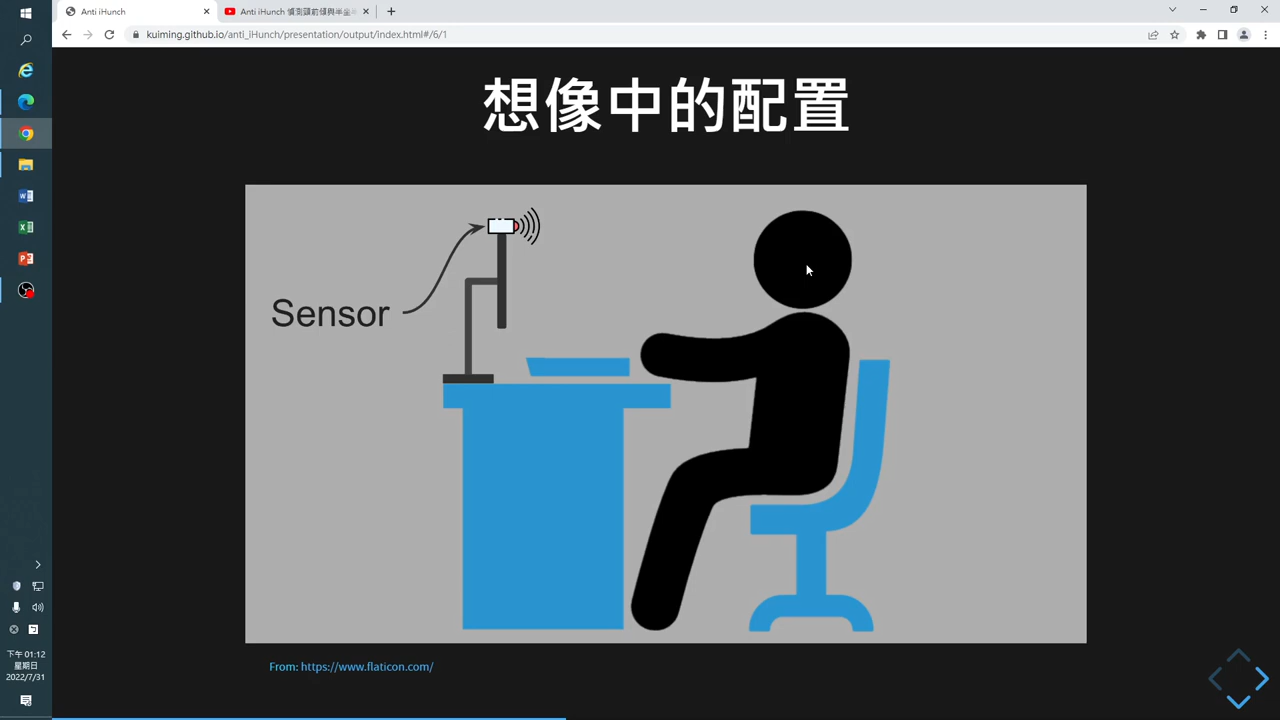 Anti iHunch
Anti iHunch 偵測頭前傾與半坐半
kuiming.github.io/anti_iHunch/presentation/output/index.html#/6/1
想像中的配置
Sensor
From: https://www.flaticon.com/
下午 01:12
星期日
2022/7/31